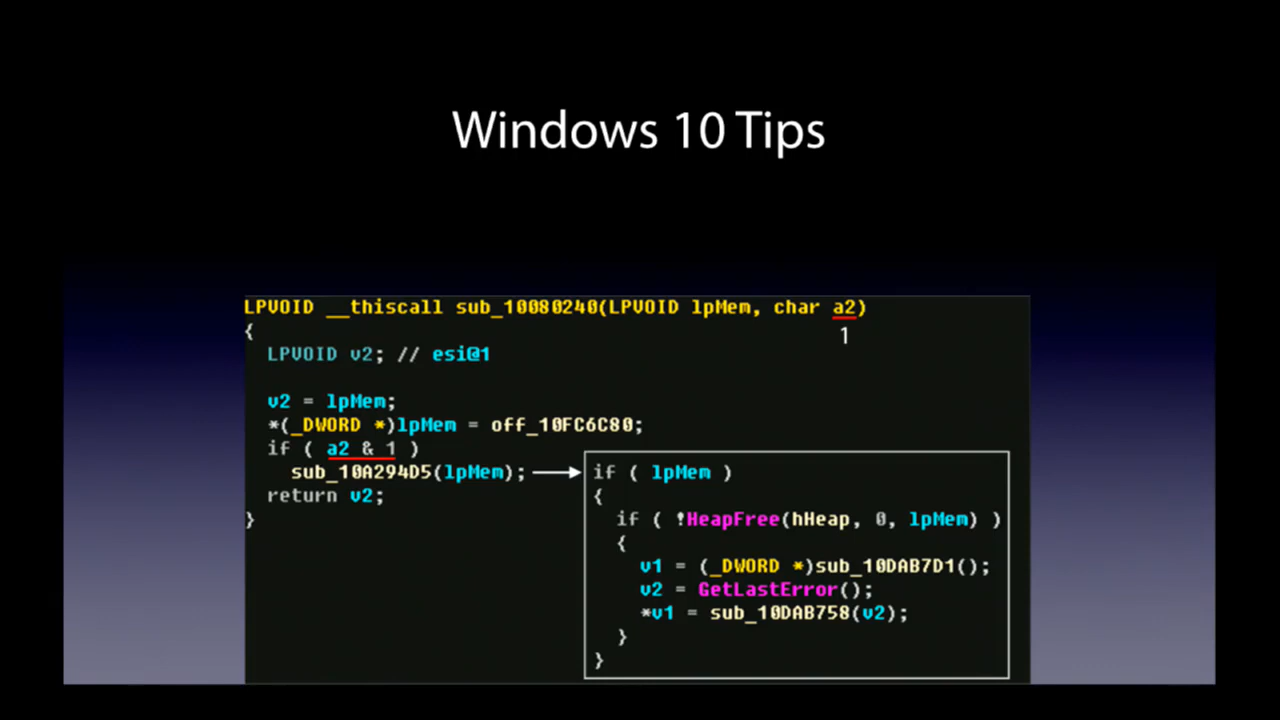 Windows 10 Tips
LPVOID __thiscall sub_10080240(LPVOID lpMem, char a2)
1
{
LPVOID v2; // esi@1
v2 = lpMem;
*(_DWORD *)lpMem = off_10FC6C80;
if ( a2 & 1 )
sub_10A294D5(lpMem);
return v2;
}
if ( lpMem )
{
if ( !HeapFree(hHeap, 0, lpMem) )
{
v1 = (_DWORD *)sub_10DAB7D1();
v2 = GetLastError();
*v1 = sub_10DAB758(v2);
}
}